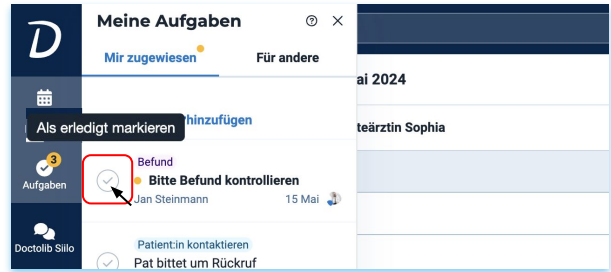 D
Meine Aufgaben
Mir zugewiesen
Für andere
ai 2024
hinzufügen
Als erledigt markieren
teärztin Sophia
3
Aufgaben
Befund
Bitte Befund kontrollieren
Jan Steinmann 15 Mai
Doctolib Siilo
Patient:in kontaktieren
Pat bittet um Rückruf